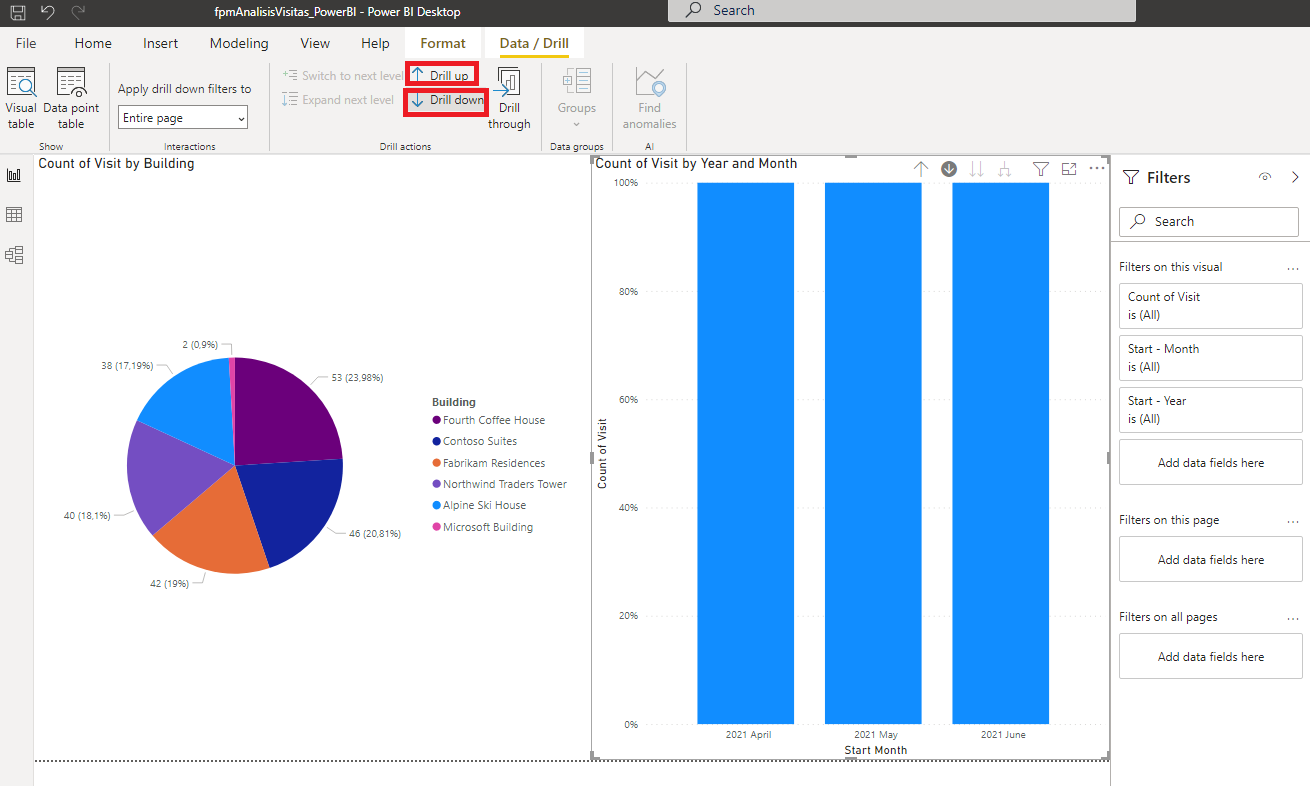 fpmAnalisisVisitas_PowerBI - Power BI Desktop
Search
File
Home
Insert
Modeling
View
Help
Format
Data / Drill
Visual
table
Data point
table
Show
Apply drill down filters to
Entire page
Interactions
Switch to next level
Expand next level
Drill up
Drill down
Drill
through
Drill actions
Groups
Data groups
Find
anomalies
AI
Count of Visit by Building
2 (0,9%)
38 (17,19%)
53 (23,98%)
40 (18,1%)
46 (20,81%)
42 (19%)
Building
Fourth Coffee House
Contoso Suites
Fabrikam Residences
Northwind Traders Tower
Alpine Ski House
Microsoft Building
Count of Visit by Year and Month
100%
80%
60%
40%
20%
0%
Count of Visit
2021 April
2021 May
2021 June
Start Month
Filters
Search
Filters on this visual
Count of Visit
is (All)
Start - Month
is (All)
Start - Year
is (All)
Add data fields here
Filters on this page
Add data fields here
Filters on all pages
Add data fields here